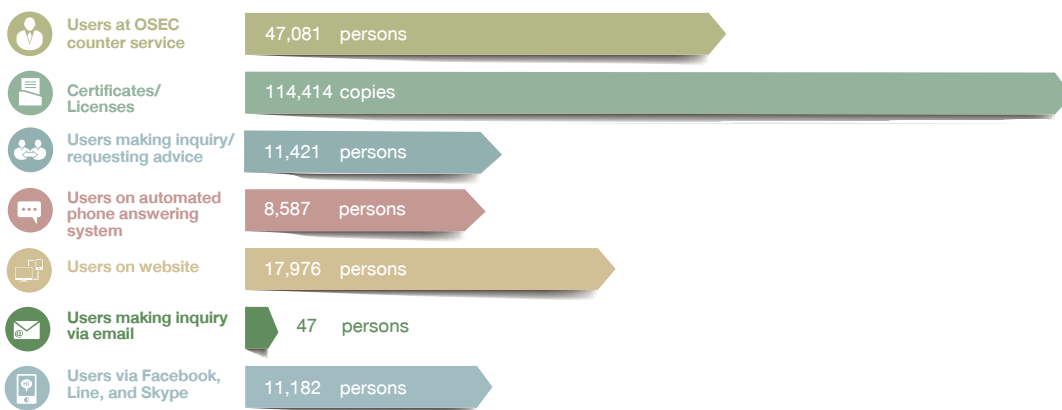 Users at OSEC
counter service
47,081 persons
Certificates/
Licenses
114,414 copies
Users making inquiry/
requesting advice
11,421 persons
Users on automated
phone answering
system
8,587 persons
Users on website
17,976 persons
@
Users making inquiry
via email
47 persons
Users via Facebook,
Line, and Skype
11,182 persons